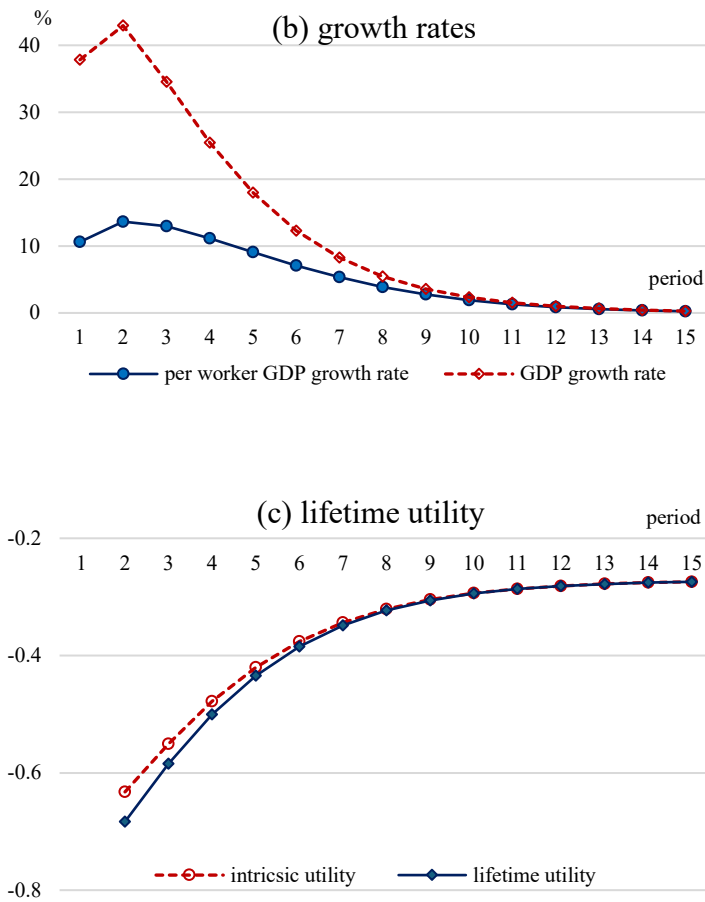 %
(b) growth rates
40
30
20
10
period
0
1 2 3 4 5 6 7 8 9 10 11 12 13 14 15
per worker GDP growth rate GDP growth rate
(c) lifetime utility
period
-0.2
1 2 3 4 5 6 7 8 9 10 11 12 13 14 15
-0.4
-0.6
intricsic utility lifetime utility
-0.8